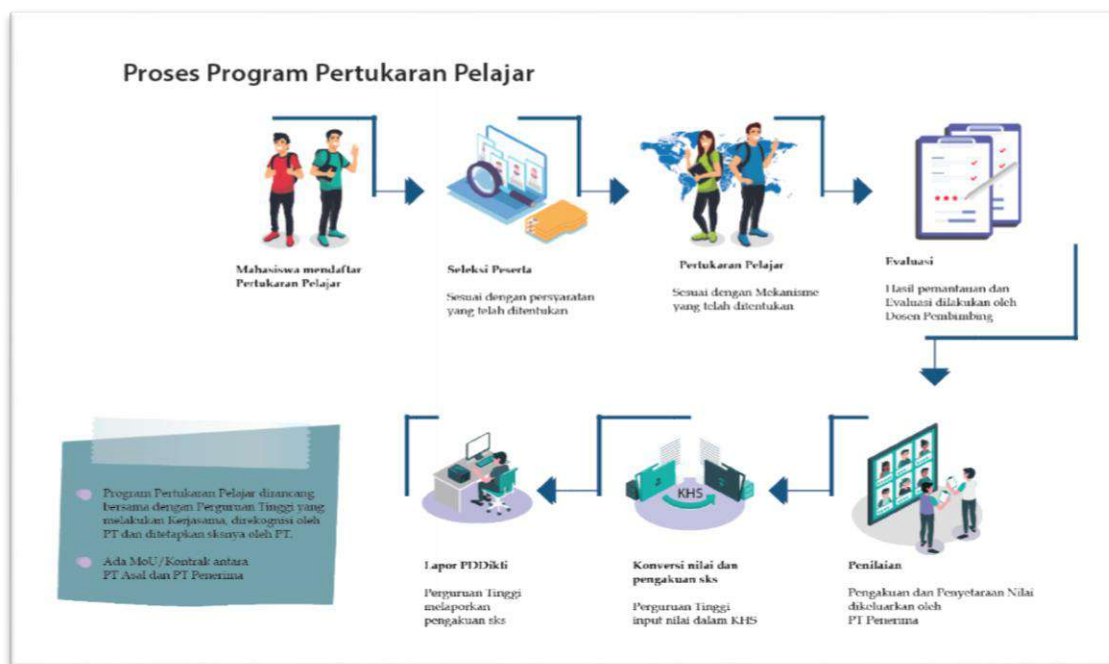 Proses Program Pertukaran Pelajar
Mahasiswa mendaftar
Pertukaran Pelajar
Seleksi Peserta
Sesuai dengan persyaratan
yang telah ditentukan
Pertukaran Pelajar
Sesuai dengan Mekanisme
yang telah ditentukan
Evaluasi
Hasil pemantauan dan
Evaluasi dilakukan oleh
Dosen Pembimbing
Program Pertukaran Pelajar dirancang
bersama dengan Perguruan Tinggi yang
melakukan Kerjasama, direkognisi oleh
PT dan ditetapkan sksnya oleh PT.
Ada MoU/Kontrak antara
PT Asal dan PT Penerima
Lapor PDDikti
Perguruan Tinggi
melaporkan
pengakuan sks
KHS
Konversi nilai dan
pengakuan sks
Perguruan Tinggi
input nilai dalam KHS
Penilaian
Pengakuan dan Penyetaraan Nilai
dikeluarkan oleh
PT Penerima